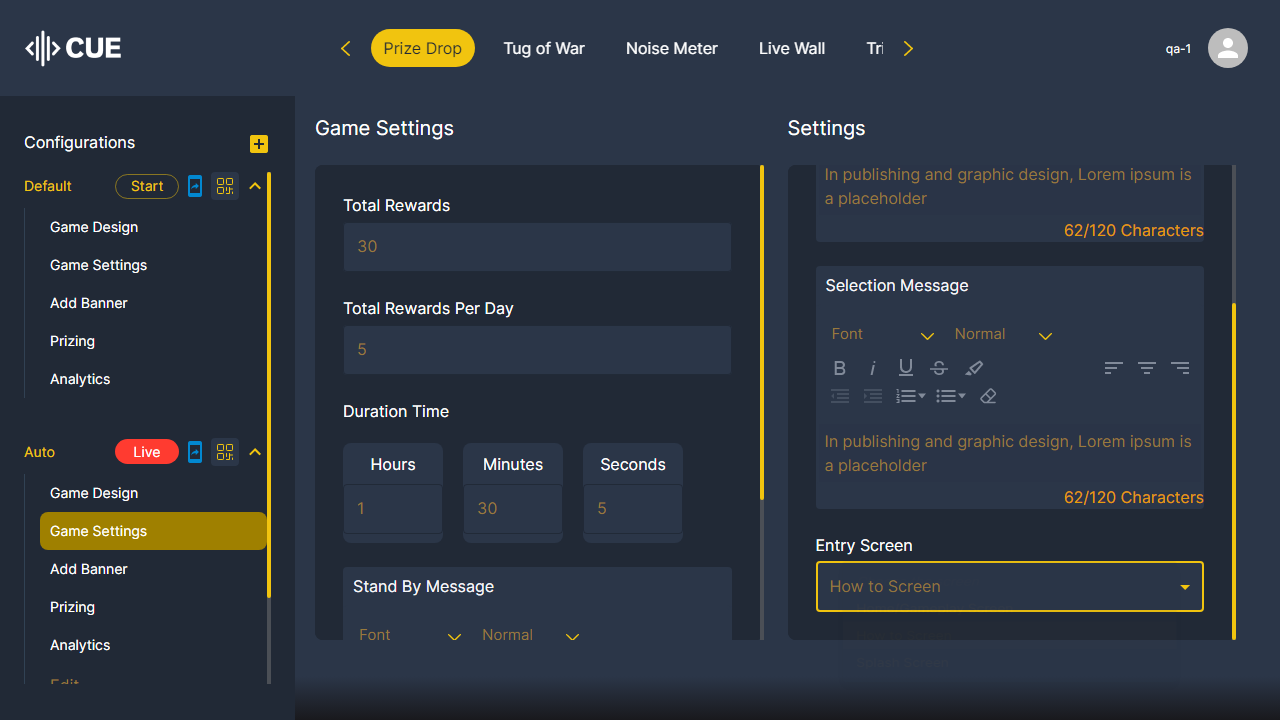 CUE
Prize Drop
Tug of War
Noise Meter
Live Wall
Tri
qa-1
Configurations
Default
Start
Game Design
Game Settings
Add Banner
Prizing
Analytics
Auto
Live
Game Design
Game Settings
Add Banner
Prizing
Analytics
Edit
Game Settings
Total Rewards
30
Total Rewards Per Day
5
Duration Time
Hours
Minutes
Seconds
1
30
5
Stand By Message
Font
Normal
Settings
In publishing and graphic design, Lorem ipsum is
a placeholder
62/120 Characters
Selection Message
Font
Normal
In publishing and graphic design, Lorem ipsum is
a placeholder
62/120 Characters
Entry Screen
How to Screen